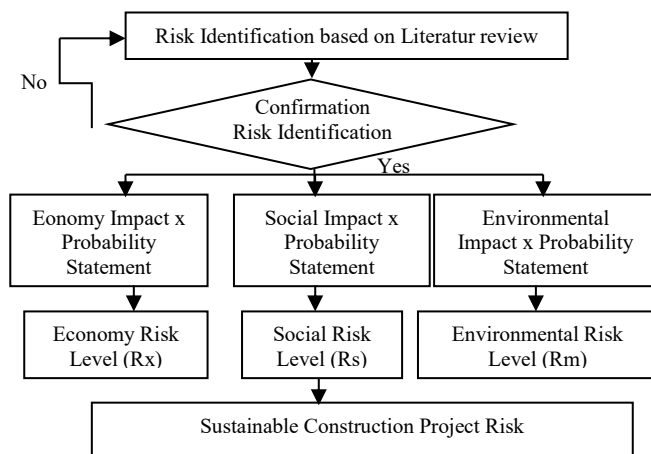 Risk Identification based on Literatur review
No
Confirmation
Risk Identification
Yes
Eonomy Impact x
Probability
Statement
Social Impact x
Probability
Statement
Environmental
Impact x Probability
Statement
Economy Risk
Level (Rx)
Social Risk
Level (Rs)
Environmental Risk
Level (Rm)
Sustainable Construction Project Risk